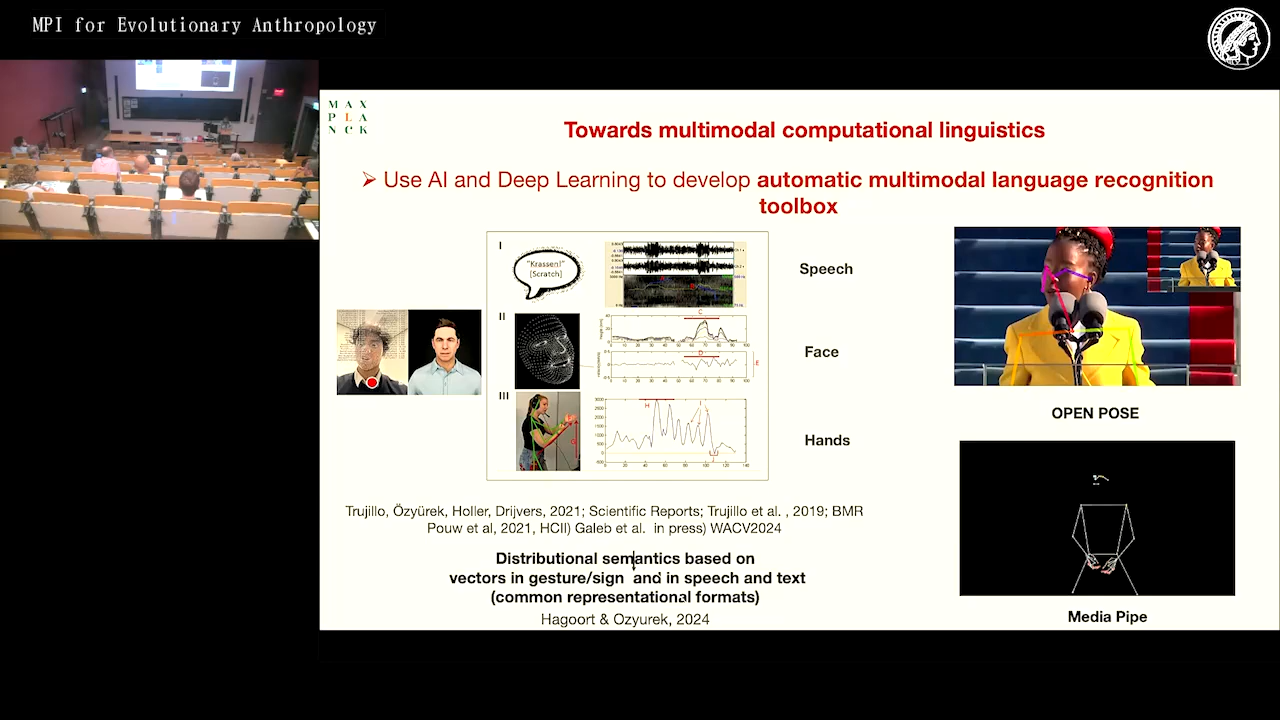 MPI for Evolutionary Anthropology
MAX
PLA
NCK
Towards multimodal computational linguistics
➢ Use AI and Deep Learning to develop automatic multimodal language recognition
toolbox
I
"Krassen!"
[Scratch]
Speech
II
Face
III
Hands
OPEN POSE
Trujillo, Özyürek, Holler, Drijvers, 2021; Scientific Reports; Trujillo et al. , 2019; BMR
Pouw et al, 2021, HCII) Galeb et al. in press) WACV2024
Distributional semantics based on
vectors in gesture/sign and in speech and text
(common representational formats)
Hagoort & Ozyurek, 2024
Media Pipe